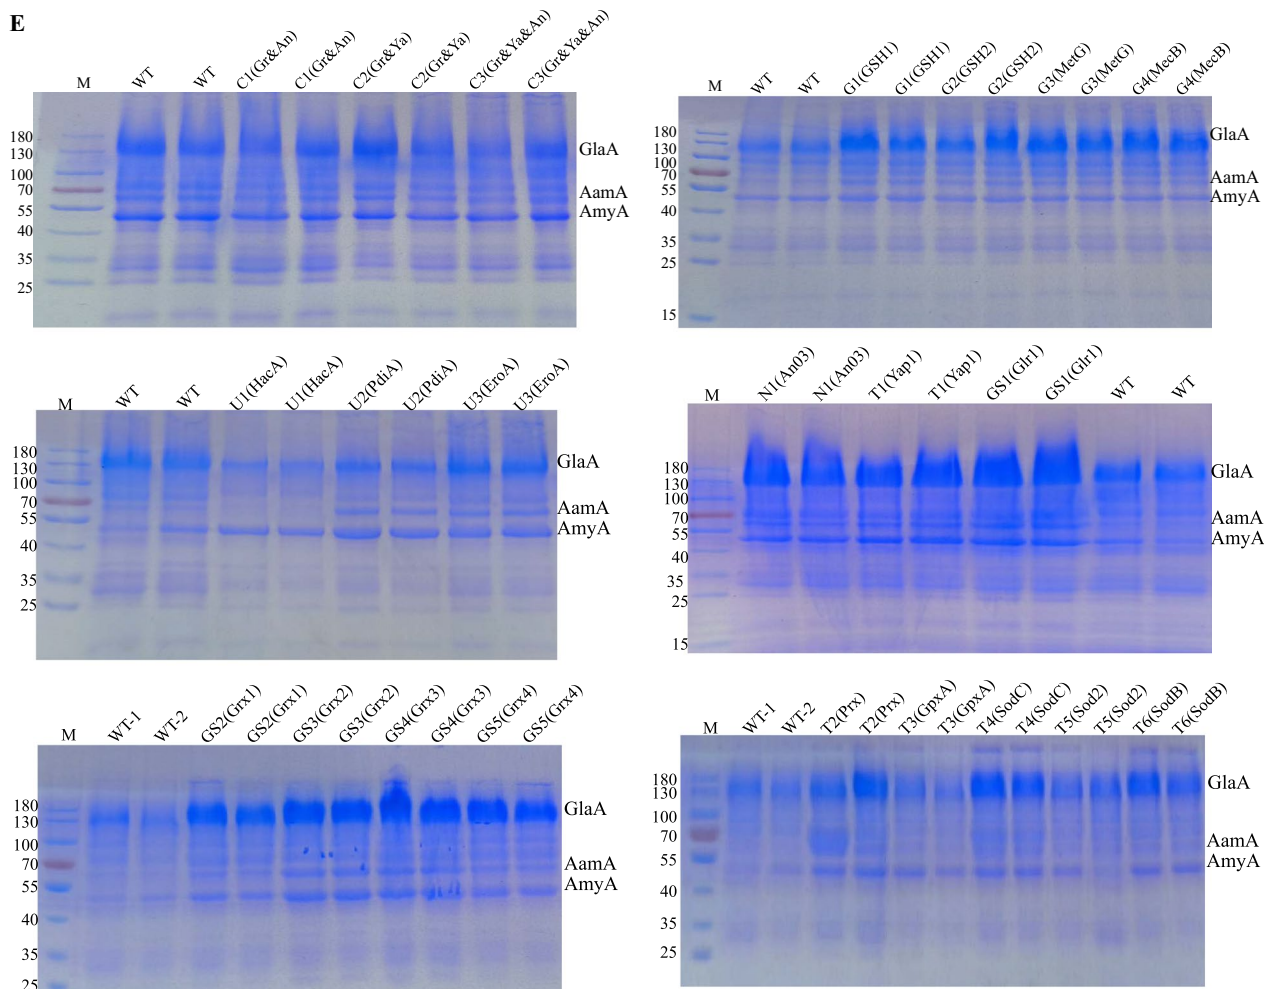 E
M WT WT C1(Gr&An) C1(Gr&An) C2(Gr&Ya) C2(Gr&Ya) C3(Gr&Ya&An) C3(Gr&Ya&An)
180
130
100
70
55
40
35
25
GlaA
AamA
AmyA
M WT WT G1(GSH1) G1(GSH1) G2(GSH2) G2(GSH2) G3(MetG) G3(MetG) G4(MecB) G4(MecB)
180
130
100
70
55
40
35
25
15
GlaA
AamA
AmyA
M WT WT U1(HacA) U1(HacA) U2(PdiA) U2(PdiA) U3(EroA) U3(EroA)
180
130
100
70
55
40
35
25
GlaA
AamA
AmyA
M N1(An03) N1(An03) T1(Yap1) T1(Yap1) GS1(Glr1) GS1(Glr1) WT WT
180
130
100
70
55
40
35
25
15
GlaA
AamA
AmyA
M WT-1 WT-2 GS2(Grx1) GS2(Grx1) GS3(Grx2) GS3(Grx2) GS4(Grx3) GS4(Grx3) GS5(Grx4) GS5(Grx4)
180
130
100
70
55
40
35
25
GlaA
AamA
AmyA
M WT-1 WT-2 T2(Prx) T2(Prx) T3(GpxA) T3(GpxA) T4(SodC) T4(SodC) T5(Sod2) T5(Sod2) T6(SodB) T6(SodB)
180
130
100
70
55
40
35
25
GlaA
AamA
AmyA